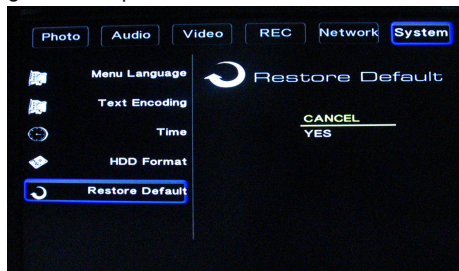 Photo Audio Video REC Network System
Menu Language
Restore Default
Text Encoding
CANCEL
Time
YES
HDD Format
Restore Default